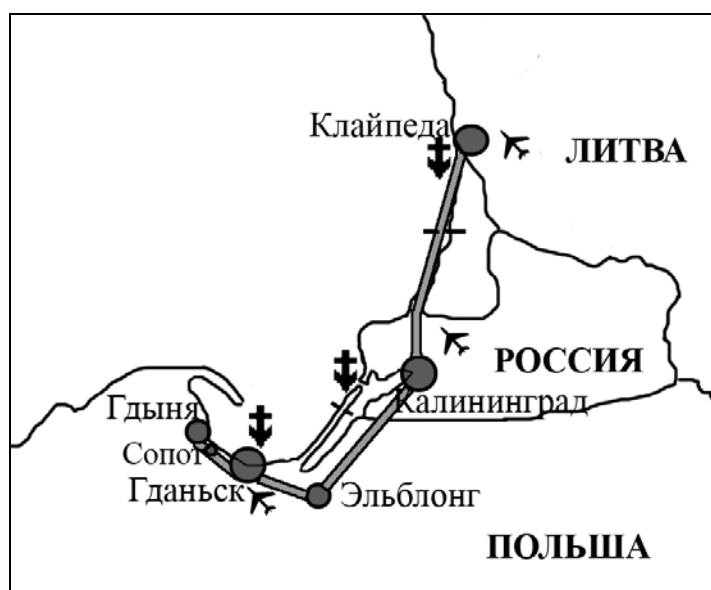 Клайпеда
ЛИТВА
РОССИЯ
Калининград
Гдыня
Сопот
Гданьск
Эльблонг
ПОЛЬША